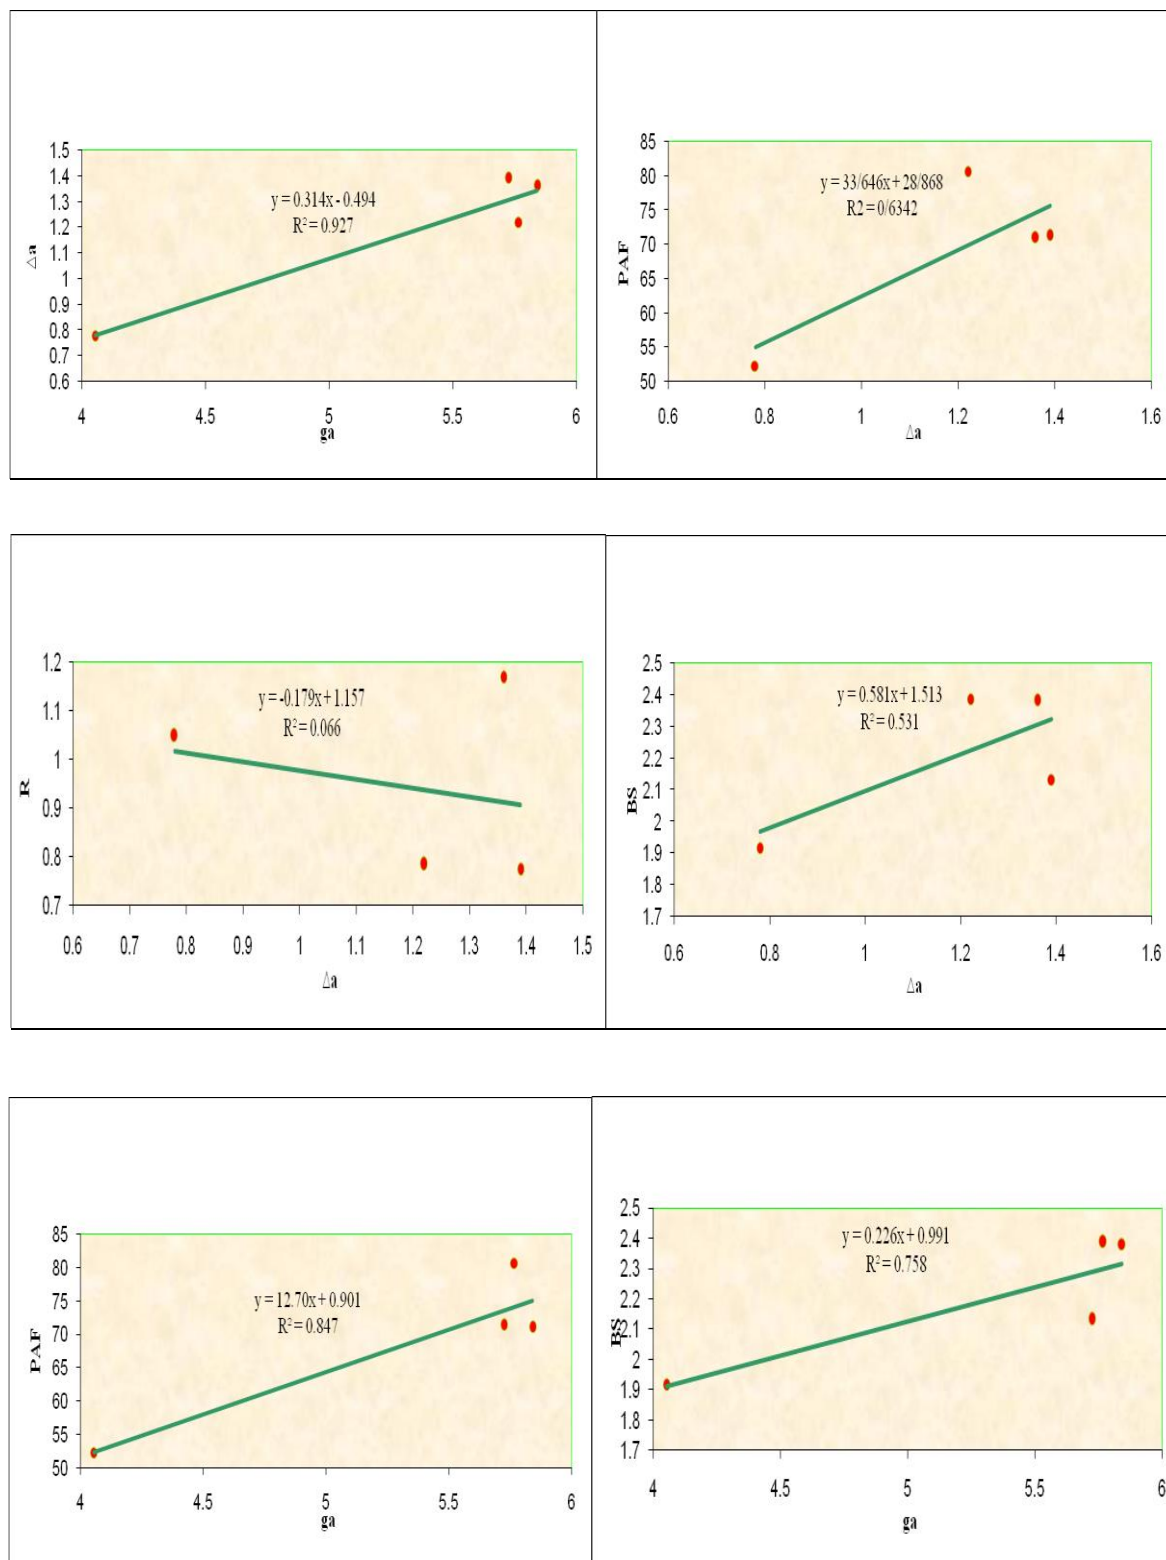 1.5
1.4
1.3
1.2
1.1
1
0.9
0.8
0.7
0.6
△a
y = 0.314x - 0.494
R² = 0.927
4 4.5 5 5.5 6
ga
85
80
75
70
65
60
55
50
PAF
y = 33/646x + 28/868
R2 = 0/6342
0.6 0.8 1 1.2 1.4 1.6
△a
1.2
1.1
1
0.9
0.8
0.7
R
y = -0.179x + 1.157
R² = 0.066
0.6 0.7 0.8 0.9 1 1.1 1.2 1.3 1.4 1.5
△a
2.5
2.4
2.3
2.2
2.1
2
1.9
1.8
1.7
BS
y = 0.581x + 1.513
R² = 0.531
0.6 0.8 1 1.2 1.4 1.6
△a
85
80
75
70
65
60
55
50
PAF
y = 12.70x + 0.901
R² = 0.847
4 4.5 5 5.5 6
ga
2.5
2.4
2.3
2.2
2.1
2
1.9
1.8
1.7
BS
y = 0.226x + 0.991
R² = 0.758
4 4.5 5 5.5 6
ga